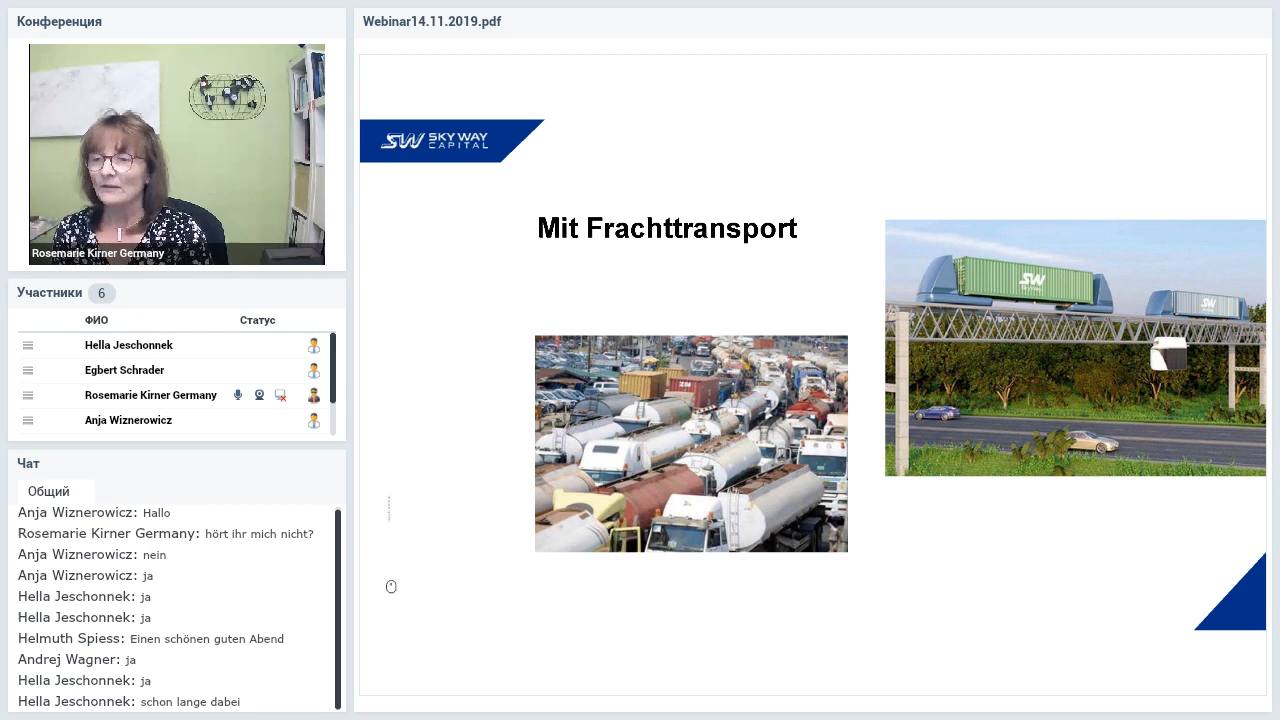 Конференция
Rosemarie Kirner Germany
Участники 6
ФИО Статус
Hella Jeschonnek
Egbert Schrader
Rosemarie Kirner Germany
Anja Wiznerowicz
Чат
Общий
Anja Wiznerowicz: Hallo
Rosemarie Kirner Germany: hört ihr mich nicht?
Anja Wiznerowicz: nein
Anja Wiznerowicz: ja
Hella Jeschonnek: ja
Hella Jeschonnek: ja
Helmuth Spiess: Einen schönen guten Abend
Andrej Wagner: ja
Hella Jeschonnek: ja
Hella Jeschonnek: schon lange dabei
Webinar14.11.2019.pdf
SW SKY WAY
CAPITAL
Mit Frachttransport
SW
SW